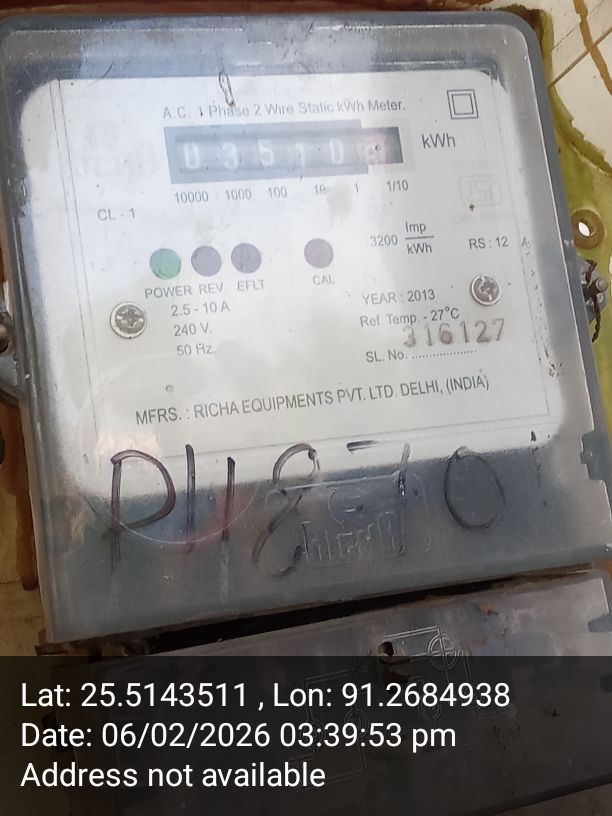 A.C. 1 Phase 2 Wire Static kWh Meter.
0 3 5 1 0
kWh
10000 1000 100 10 1 1/10
CL - 1
3200 Imp/kWh
RS : 12
POWER REV. EFLT CAL
2.5 - 10 A
240 V.
50 Hz
YEAR : 2013
Ref. Temp. - 27°C
316127
SL. No. ....................
MFRS. : RICHA EQUIPMENTS PVT. LTD. DELHI, (INDIA)
Lat: 25.5143511 , Lon: 91.2684938
Date: 06/02/2026 03:39:53 pm
Address not available